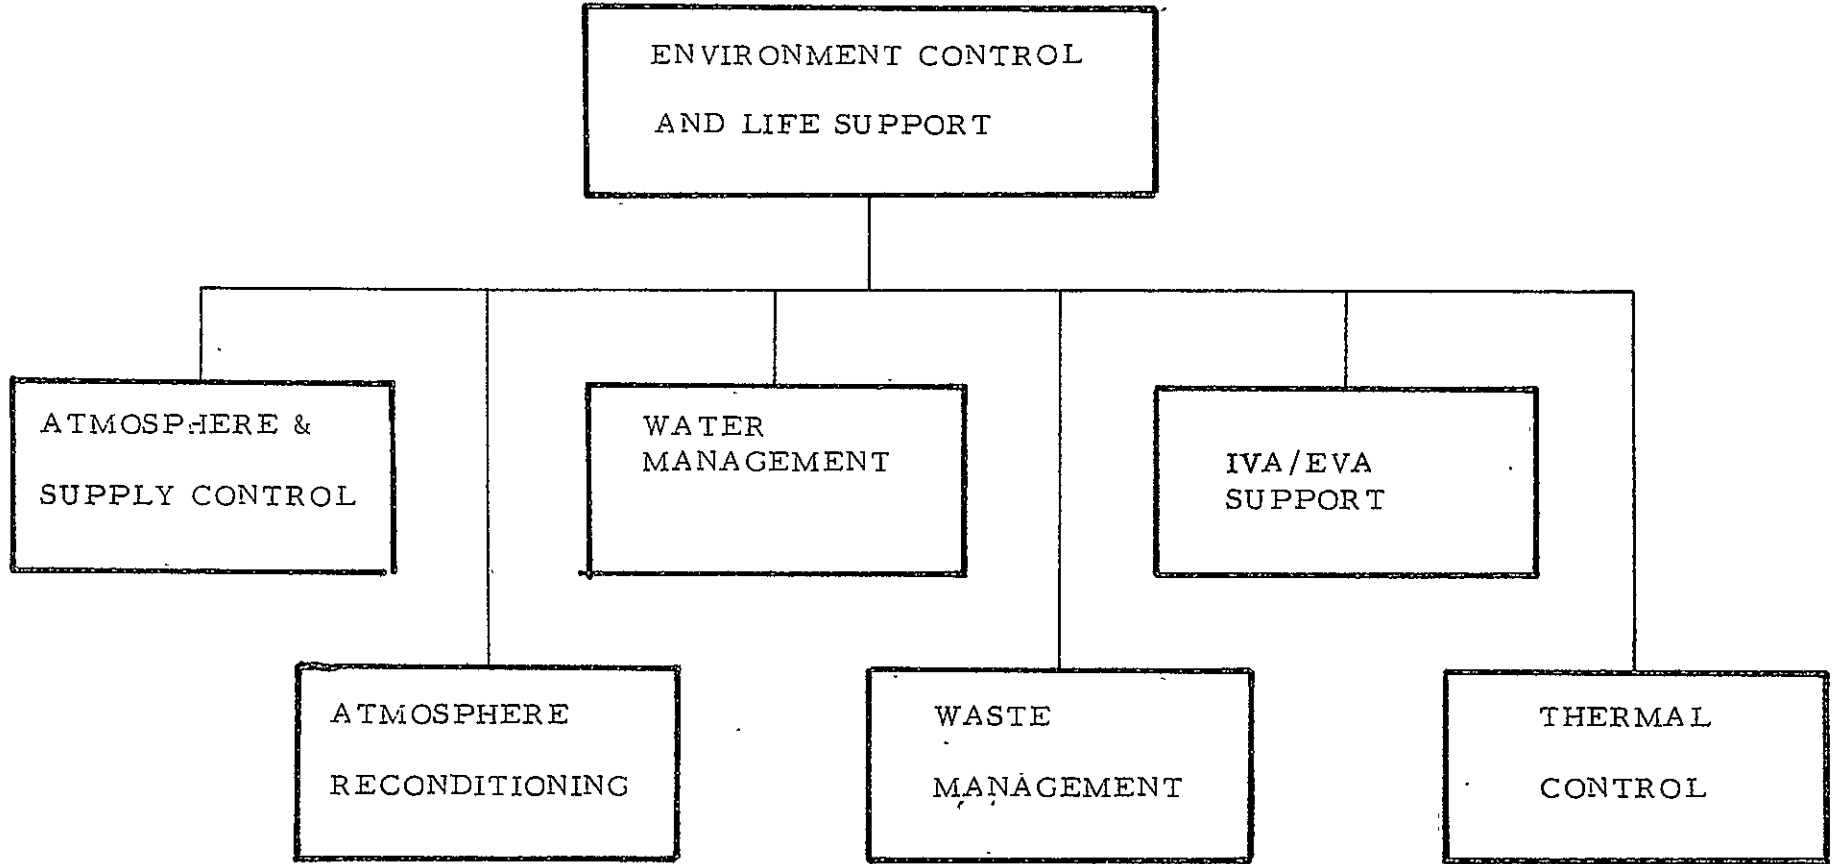 ENVIRONMENT CONTROL
AND LIFE SUPPORT
ATMOSPHERE &
SUPPLY CONTROL
WATER
MANAGEMENT
IVA/EVA
SUPPORT
ATMOSPHERE
RECONDITIONING
WASTE
MANAGEMENT
THERMAL
CONTROL